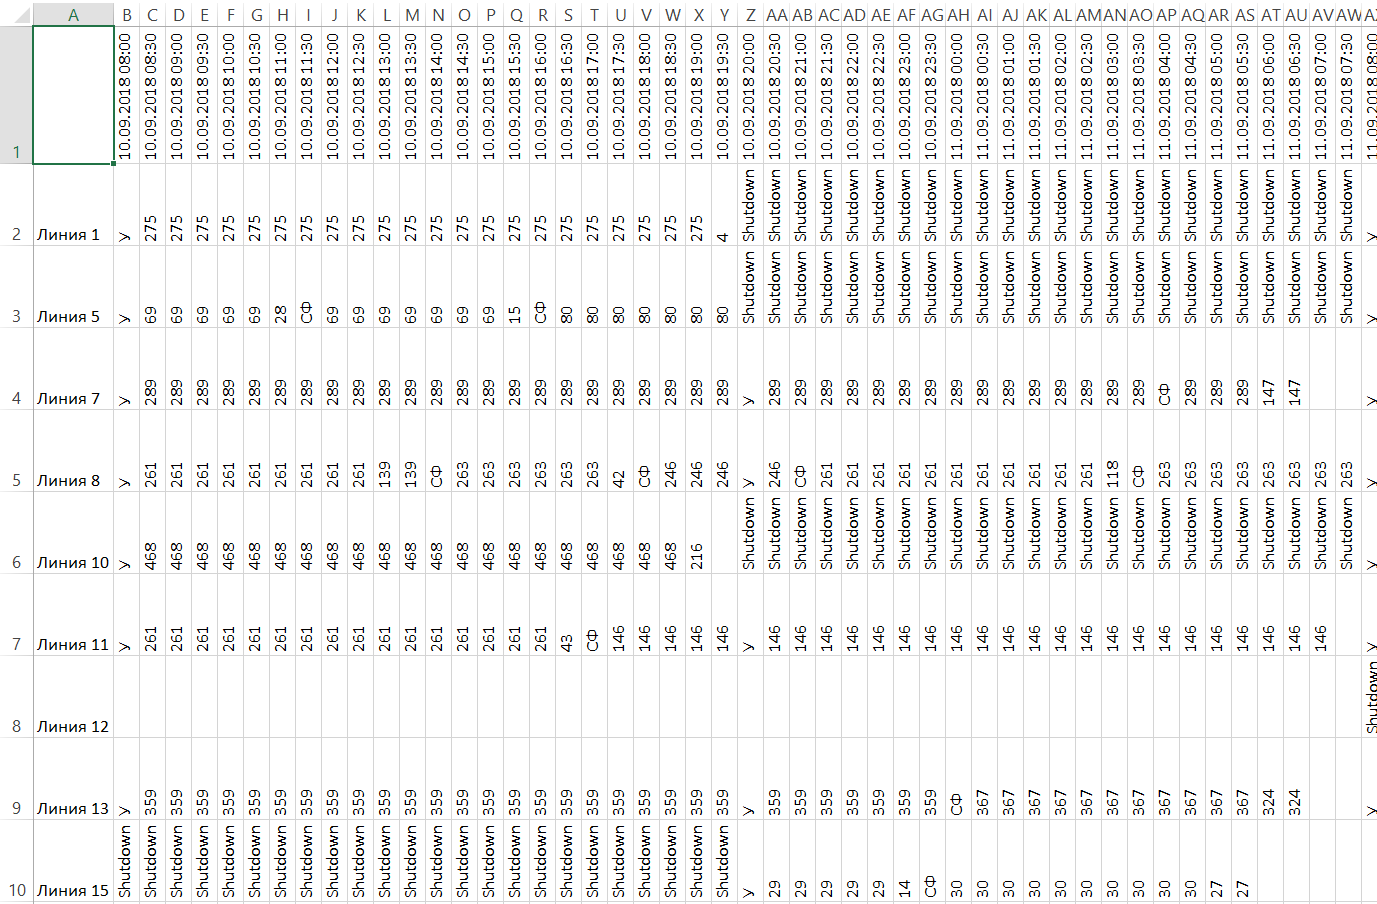 A B C D E F G H I J K L M N O P Q R S T U V W X Y Z AA AB AC AD AE AF AG AH AI AJ AK AL AM AN AO AP AQ AR AS AT AU AV AW
1 10.09.2018 08:00 10.09.2018 08:30 10.09.2018 09:00 10.09.2018 09:30 10.09.2018 10:00 10.09.2018 10:30 10.09.2018 11:00 10.09.2018 11:30 10.09.2018 12:00 10.09.2018 12:30 10.09.2018 13:00 10.09.2018 13:30 10.09.2018 14:00 10.09.2018 14:30 10.09.2018 15:00 10.09.2018 15:30 10.09.2018 16:00 10.09.2018 16:30 10.09.2018 17:00 10.09.2018 17:30 10.09.2018 18:00 10.09.2018 18:30 10.09.2018 19:00 10.09.2018 19:30 10.09.2018 20:00 10.09.2018 20:30 10.09.2018 21:00 10.09.2018 21:30 10.09.2018 22:00 10.09.2018 22:30 10.09.2018 23:00 10.09.2018 23:30 11.09.2018 00:00 11.09.2018 00:30 11.09.2018 01:00 11.09.2018 01:30 11.09.2018 02:00 11.09.2018 02:30 11.09.2018 03:00 11.09.2018 03:30 11.09.2018 04:00 11.09.2018 04:30 11.09.2018 05:00 11.09.2018 05:30 11.09.2018 06:00 11.09.2018 06:30 11.09.2018 07:00 11.09.2018 07:30 11.09.2018 08:00
2 Линия 1 У 275 275 275 275 275 275 275 275 275 275 275 275 275 275 275 275 275 275 275 275 275 275 4 Shutdown Shutdown Shutdown Shutdown Shutdown Shutdown Shutdown Shutdown Shutdown Shutdown Shutdown Shutdown Shutdown Shutdown Shutdown Shutdown Shutdown Shutdown Shutdown Shutdown Shutdown Shutdown Shutdown Shutdown У
3 Линия 5 У 69 69 69 69 69 28 СФ 69 69 69 69 69 69 69 15 СФ 80 80 80 80 80 80 80 Shutdown Shutdown Shutdown Shutdown Shutdown Shutdown Shutdown Shutdown Shutdown Shutdown Shutdown Shutdown Shutdown Shutdown Shutdown Shutdown Shutdown Shutdown Shutdown Shutdown Shutdown Shutdown Shutdown Shutdown У
4 Линия 7 У 289 289 289 289 289 289 289 289 289 289 289 289 289 289 289 289 289 289 289 289 289 289 289 У 289 289 289 289 289 289 289 289 289 289 289 289 289 289 289 СФ 289 289 289 147 147 У
5 Линия 8 У 261 261 261 261 261 261 261 261 261 139 139 СФ 263 263 263 263 263 263 42 СФ 246 246 246 У 246 СФ 261 261 261 261 261 261 261 261 261 261 261 118 СФ 263 263 263 263 263 263 263 263 У
6 Линия 10 У 468 468 468 468 468 468 468 468 468 468 468 468 468 468 468 468 468 468 468 468 468 216 Shutdown Shutdown Shutdown Shutdown Shutdown Shutdown Shutdown Shutdown Shutdown Shutdown Shutdown Shutdown Shutdown Shutdown Shutdown Shutdown Shutdown Shutdown Shutdown Shutdown Shutdown Shutdown Shutdown Shutdown У
7 Линия 11 У 261 261 261 261 261 261 261 261 261 261 261 261 261 261 261 261 43 СФ 146 146 146 146 146 У 146 146 146 146 146 146 146 146 146 146 146 146 146 146 146 146 146 146 146 146 146 146 У
8 Линия 12 Shutdown
9 Линия 13 У 359 359 359 359 359 359 359 359 359 359 359 359 359 359 359 359 359 359 359 359 359 359 359 У 359 359 359 359 359 359 359 СФ 367 367 367 367 367 367 367 367 367 367 367 324 324 У
10 Линия 15 Shutdown Shutdown Shutdown Shutdown Shutdown Shutdown Shutdown Shutdown Shutdown Shutdown Shutdown Shutdown Shutdown Shutdown Shutdown Shutdown Shutdown Shutdown Shutdown Shutdown Shutdown Shutdown Shutdown Shutdown У 29 29 29 29 29 14 СФ 30 30 30 30 30 30 30 30 30 30 27 27